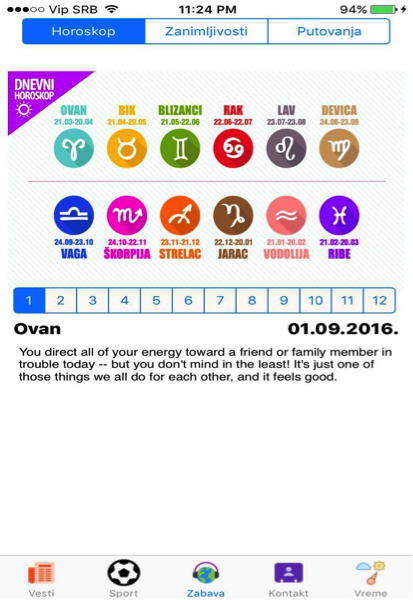 Vip SRB 11:24 PM 94%
Horoskop Zanimljivosti Putovanja
DNEVNI
HOROSKOP
OVAN BIK BLIZANCI RAK LAV DEVICA
21.03-20.04 21.04-20.05 21.05-22.06 22.06-22.07 23.07-23.08 24.08-23.09
24.09-23.10 24.10-22.11 23.11-21.12 22.12-20.01 21.01-20.02 21.02-20.03
VAGA ŠKORPIJA STRELAC JARAC VODOLIJA RIBE
1 2 3 4 5 6 7 8 9 10 11 12
Ovan 01.09.2016.
You direct all of your energy toward a friend or family member in
trouble today -- but you don't mind in the least! It's just one of
those things we all do for each other, and it feels good.
Vesti Sport Zabava Kontakt Vreme